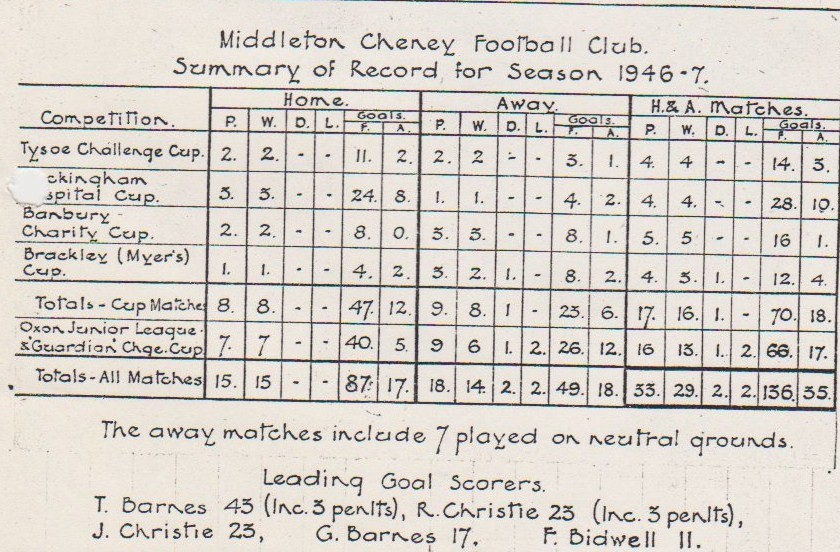 Middleton Cheney Football Club.
Summary of Record for Season 1946-7.
Competition. Home. Away. H.& A. Matches.
P. W. D. L. Goals. F. A. P. W. D. L. Goals. F. A. P. W. D. L. Goals. F. A.
Tysoe Challenge Cup. 2. 2. - - 11. 2. 2. 2 - - 3. 1. 4. 4 - - 14. 3.
ckingham
spital Cup. 3. 3. - - 24. 8. 1. 1. - - 4. 2. 4. 4. - - 28. 10.
Banbury
Charity Cup. 2. 2. - - 8. 0. 3. 3. - - 8. 1. 5. 5 - - 16 1.
Brackley (Myer's)
Cup. 1. 1. - - 4. 2. 3. 2. 1. - 8. 2. 4. 3. 1. - 12. 4.
Totals-Cup Matches 8. 8. - - 47. 12. 9. 8. 1 - 23. 6. 17. 16. 1. - 70. 18.
Oxon Junior League
& "Guardian" Chge. Cup 7. 7 - - 40. 5. 9 6 1. 2. 26. 12. 16 13. 1. 2. 66. 17.
Totals-All Matches 15. 15 - - 87. 17. 18. 14. 2. 2. 49. 18. 33. 29. 2. 2. 136. 35.
The away matches include 7 played on neutral grounds.
Leading Goal Scorers.
T. Barnes 43 (Inc. 3 penlts), R. Christie 23 (Inc. 3 penlts),
J. Christie 23, G. Barnes 17. F. Bidwell 11.